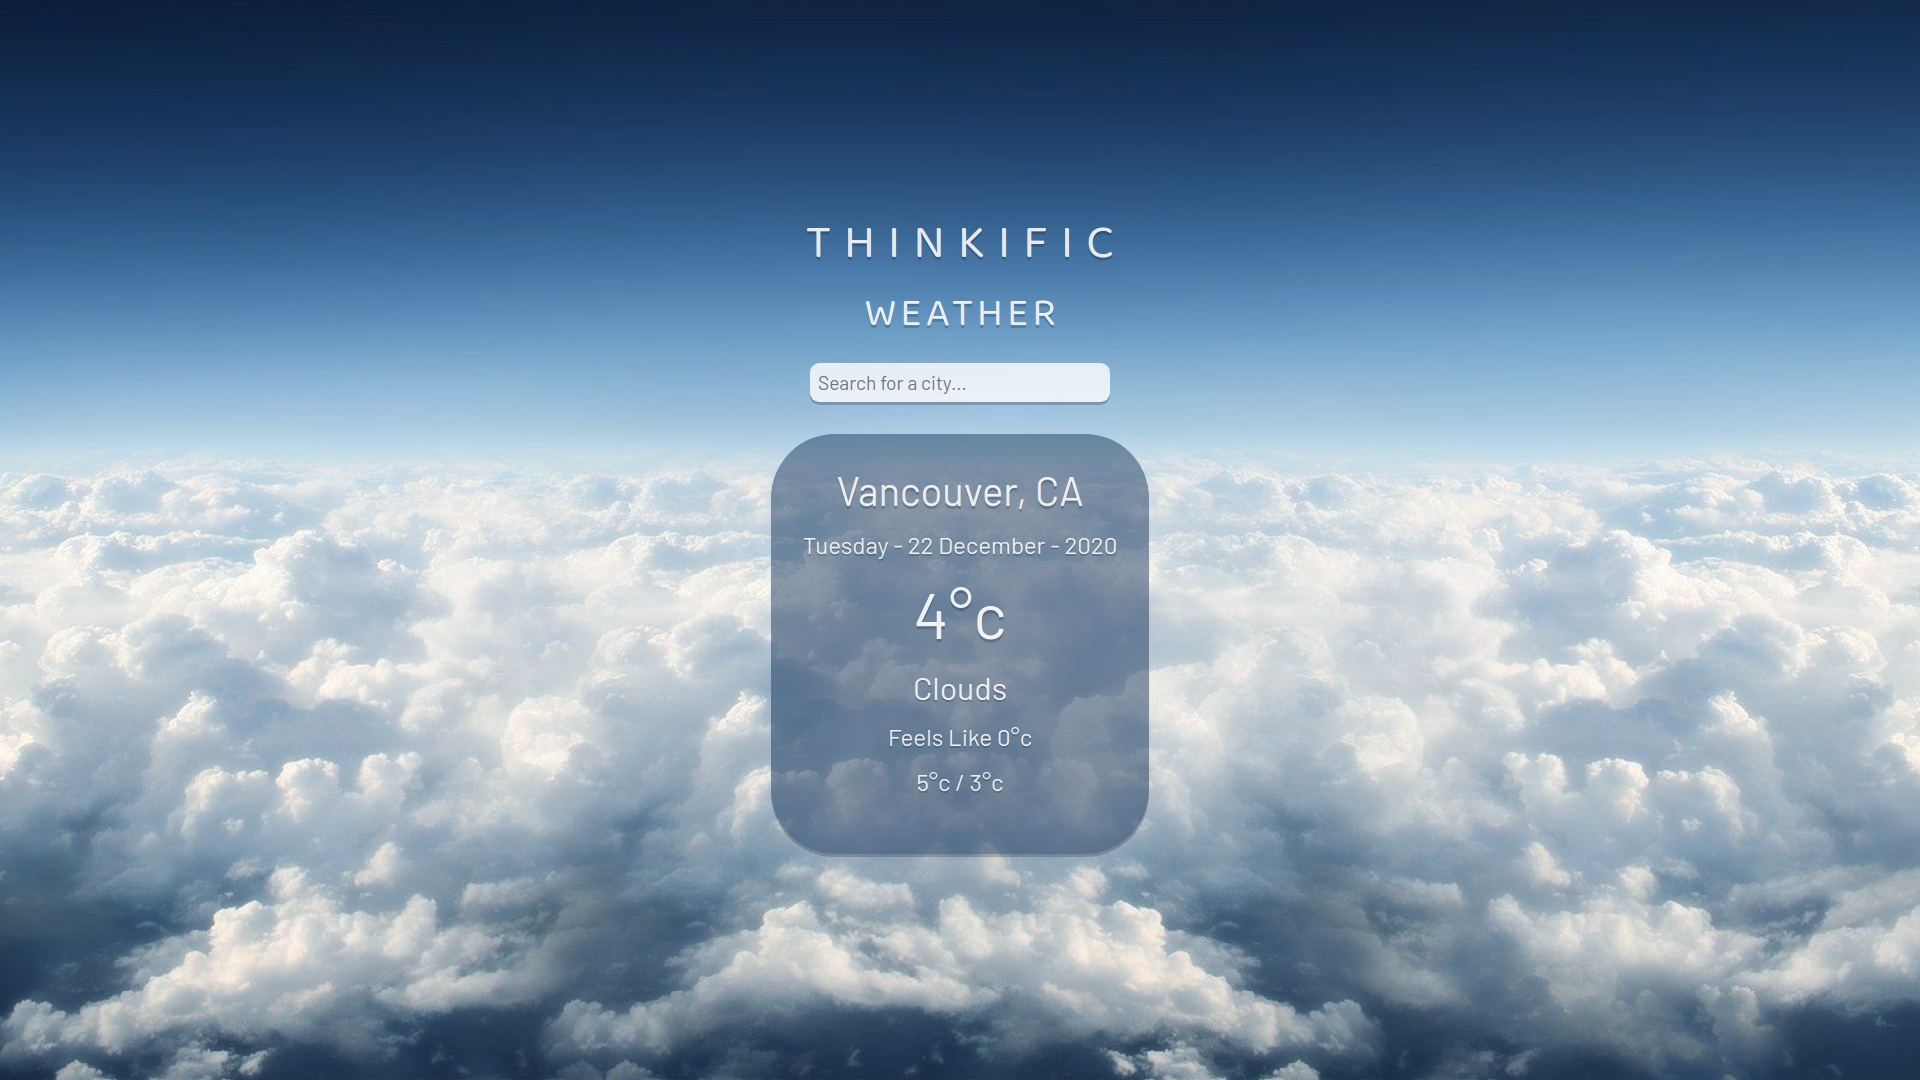 THINKIFIC
WEATHER
Search for a city...
Vancouver, CA
Tuesday - 22 December - 2020
4°c
Clouds
Feels Like 0°c
5°c / 3°c